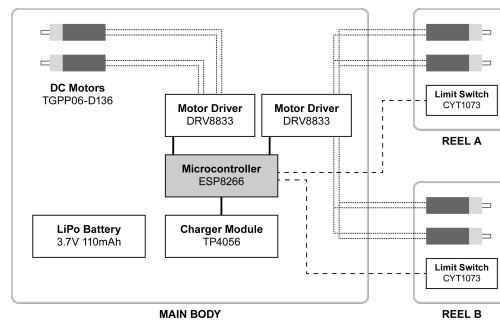 DC Motors
TGPP06-D136
Motor Driver
DRV8833
Motor Driver
DRV8833
Limit Switch
CYT1073
REEL A
Microcontroller
ESP8266
LiPo Battery
3.7V 110mAh
Charger Module
TP4056
Limit Switch
CYT1073
MAIN BODY
REEL B